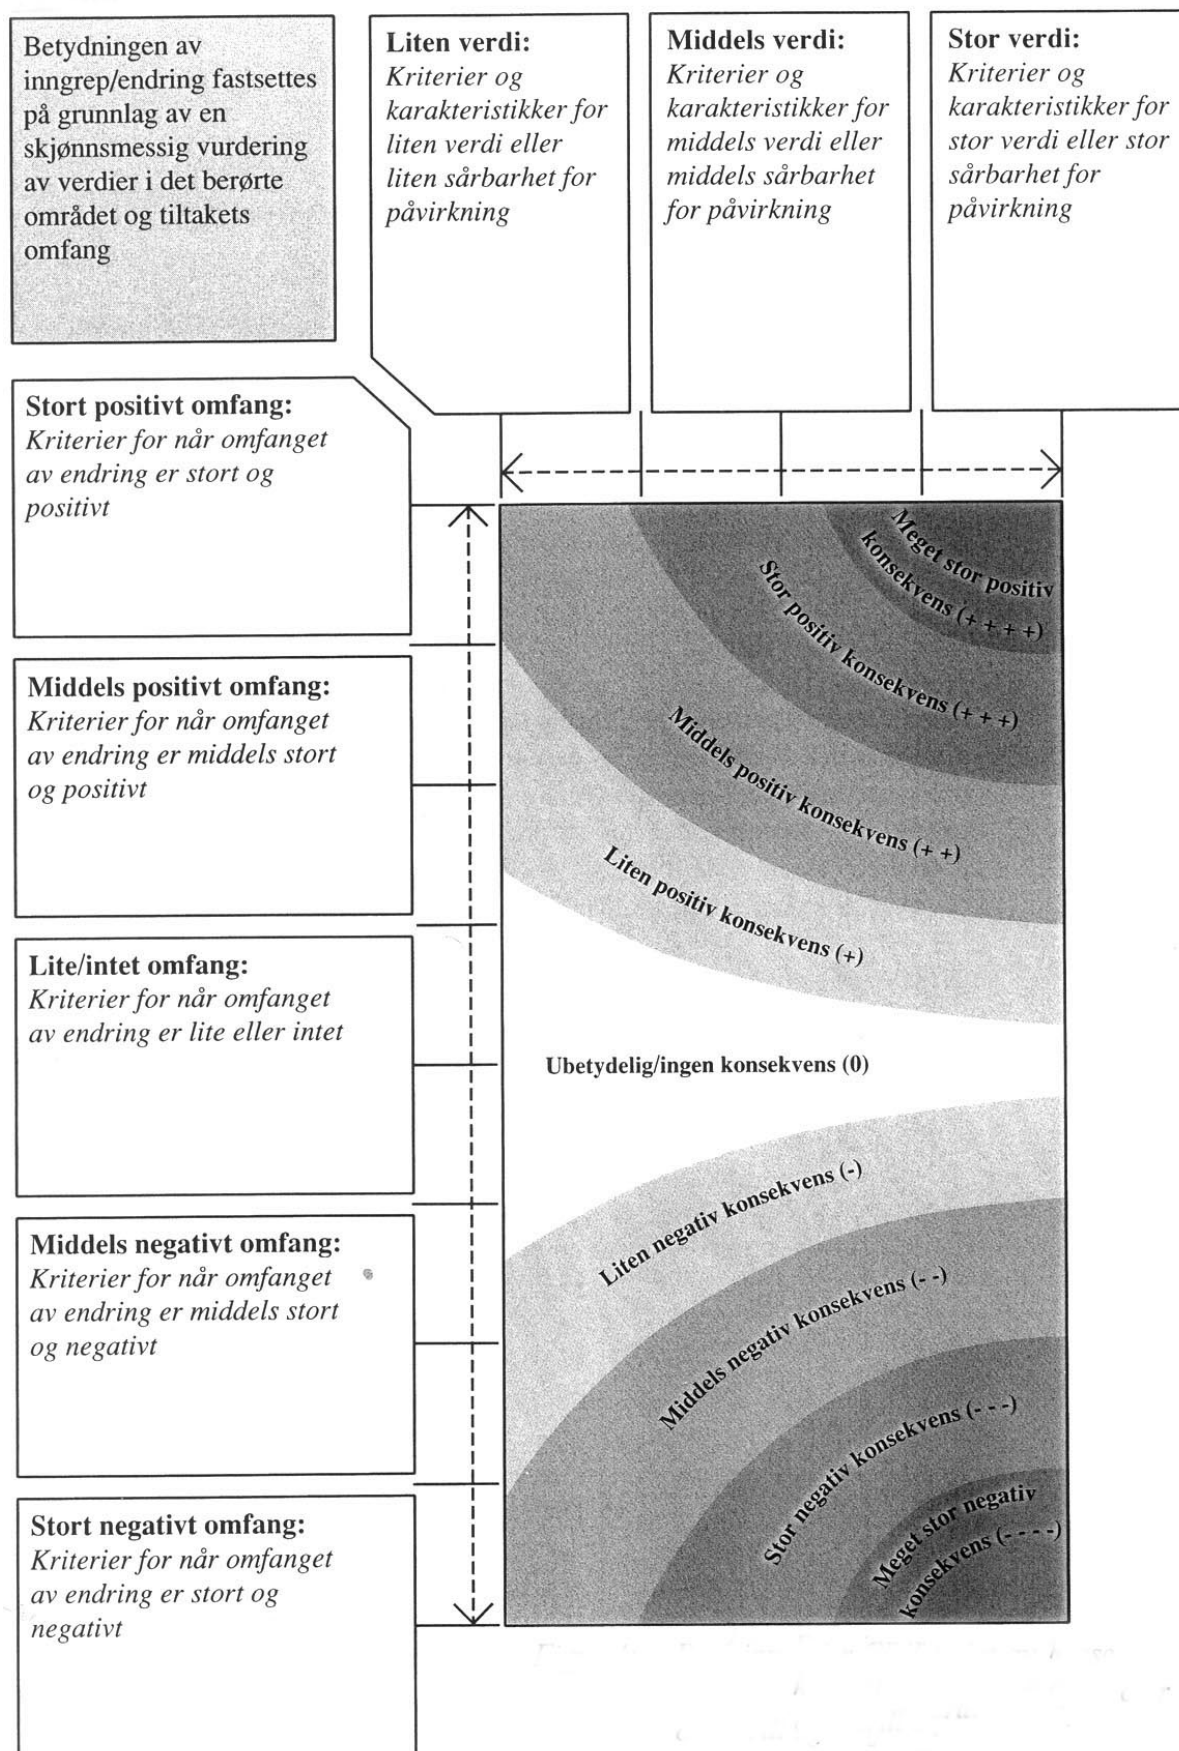 Betydningen av
inngrep/endring fastsettes
på grunnlag av en
skjønnsmessig vurdering
av verdier i det berørte
området og tiltakets
omfang
Liten verdi:
Kriterier og
karakteristikker for
liten verdi eller
liten sårbarhet for
påvirkning
Middels verdi:
Kriterier og
karakteristikker for
middels verdi eller
middels sårbarhet
for påvirkning
Stor verdi:
Kriterier og
karakteristikker for
stor verdi eller stor
sårbarhet for
påvirkning
Stort positivt omfang:
Kriterier for når omfanget
av endring er stort og
positivt
Middels positivt omfang:
Kriterier for når omfanget
av endring er middels stort
og positivt
Lite/intet omfang:
Kriterier for når omfanget
av endring er lite eller intet
Middels negativt omfang:
Kriterier for når omfanget
av endring er middels stort
og negativt
Stort negativt omfang:
Kriterier for når omfanget
av endring er stort og
negativt
Meget stor positiv
konsekvens (+ + + +)
Stor positiv konsekvens (+ + +)
Middels positiv konsekvens (+ +)
Liten positiv konsekvens (+)
Ubetydelig/ingen konsekvens (0)
Liten negativ konsekvens (-)
Middels negativ konsekvens (- -)
Stor negativ konsekvens (- - -)
Meget stor negativ
konsekvens (- - - -)